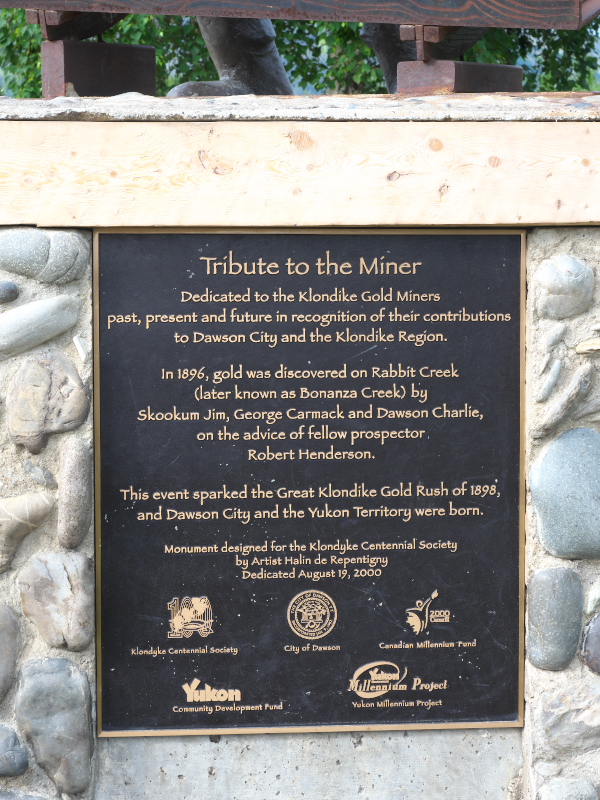 Tribute to the Miner
Dedicated to the Klondike Gold Miners
past, present and future in recognition of their contributions
to Dawson City and the Klondike Region.
In 1896, gold was discovered on Rabbit Creek
(later known as Bonanza Creek) by
Skookum Jim, George Carmack and Dawson Charlie,
on the advice of fellow prospector
Robert Henderson.
This event sparked the Great Klondike Gold Rush of 1898,
and Dawson City and the Yukon Territory were born.
Monument designed for the Klondyke Centennial Society
by Artist Halin de Repentigny
Dedicated August 19, 2000
Klondyke Centennial Society
City of Dawson
2000
Canada
Canadian Millennium Fund
Yukon
Community Development Fund
Yukon
Millennium Project
Yukon Millennium Project